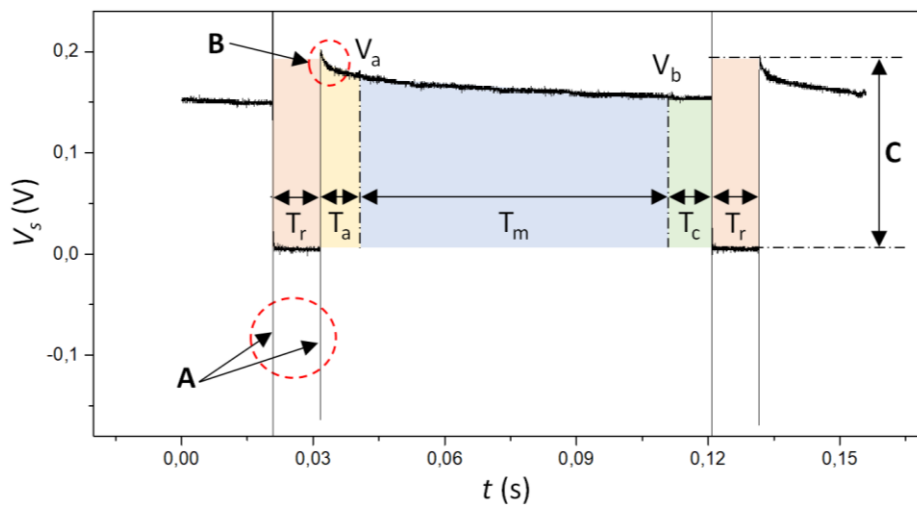 B
V_a
V_b
0,2
0,1
0,0
-0,1
V_s (V)
C
T_r
T_a
T_m
T_c
T_r
A
0,00
0,03
0,06
0,09
0,12
0,15
t (s)